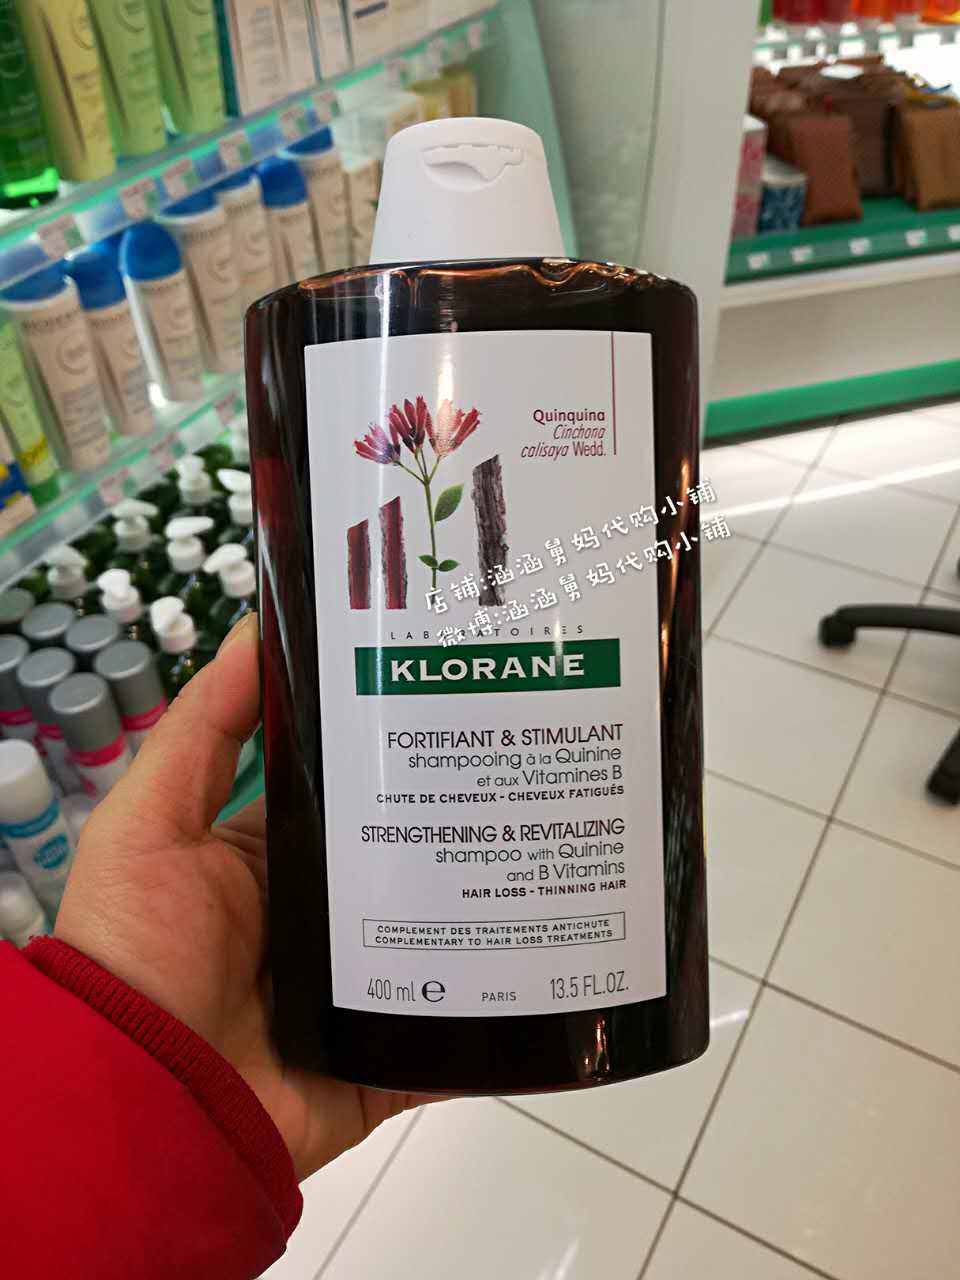 Quinquina
Cinchona
calisaya Wedd.
店铺:涵涵舅妈代购小铺
微博:涵涵舅妈代购小铺
LABORATOIRES
KLORANE
FORTIFIANT & STIMULANT
shampooing à la Quinine
et aux Vitamines B
CHUTE DE CHEVEUX - CHEVEUX FATIGUÉS
STRENGTHENING & REVITALIZING
shampoo with Quinine
and B Vitamins
HAIR LOSS - THINNING HAIR
COMPLEMENT DES TRAITEMENTS ANTICHUTE
COMPLEMENTARY TO HAIR LOSS TREATMENTS
400 ml e PARIS 13.5 FL.OZ.